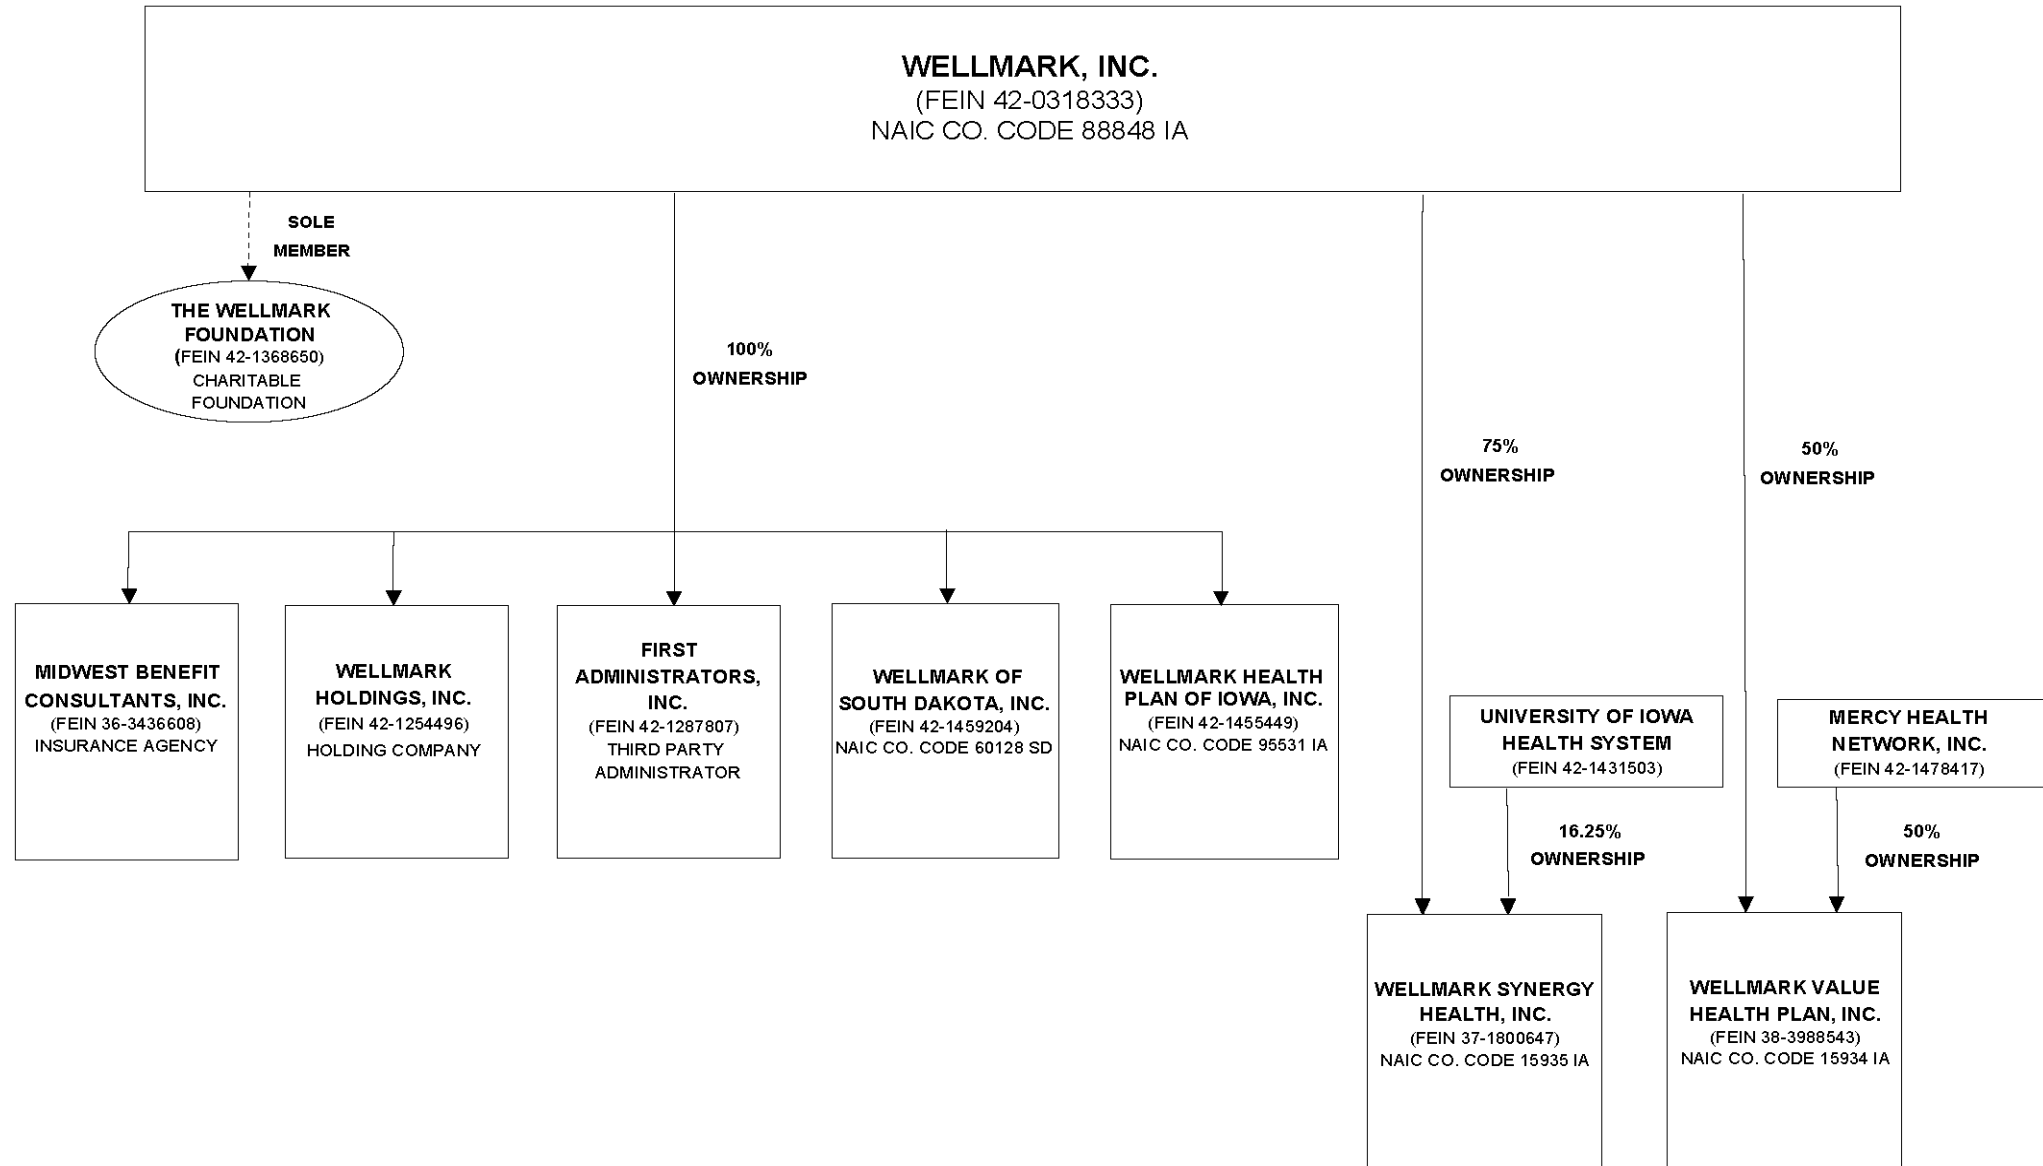 WELLMARK, INC.
(FEIN 42-0318333)
NAIC CO. CODE 88848 IA
SOLE
MEMBER
THE WELLMARK
FOUNDATION
(FEIN 42-1368650)
CHARITABLE
FOUNDATION
100%
OWNERSHIP
75%
OWNERSHIP
50%
OWNERSHIP
MIDWEST BENEFIT
CONSULTANTS, INC.
(FEIN 36-3436608)
INSURANCE AGENCY
WELLMARK
HOLDINGS, INC.
(FEIN 42-1254496)
HOLDING COMPANY
FIRST
ADMINISTRATORS,
INC.
(FEIN 42-1287807)
THIRD PARTY
ADMINISTRATOR
WELLMARK OF
SOUTH DAKOTA, INC.
(FEIN 42-1459204)
NAIC CO. CODE 60128 SD
WELLMARK HEALTH
PLAN OF IOWA, INC.
(FEIN 42-1455449)
NAIC CO. CODE 95531 IA
UNIVERSITY OF IOWA
HEALTH SYSTEM
(FEIN 42-1431503)
MERCY HEALTH
NETWORK, INC.
(FEIN 42-1478417)
16.25%
OWNERSHIP
50%
OWNERSHIP
WELLMARK SYNERGY
HEALTH, INC.
(FEIN 37-1800647)
NAIC CO. CODE 15935 IA
WELLMARK VALUE
HEALTH PLAN, INC.
(FEIN 38-3988543)
NAIC CO. CODE 15934 IA